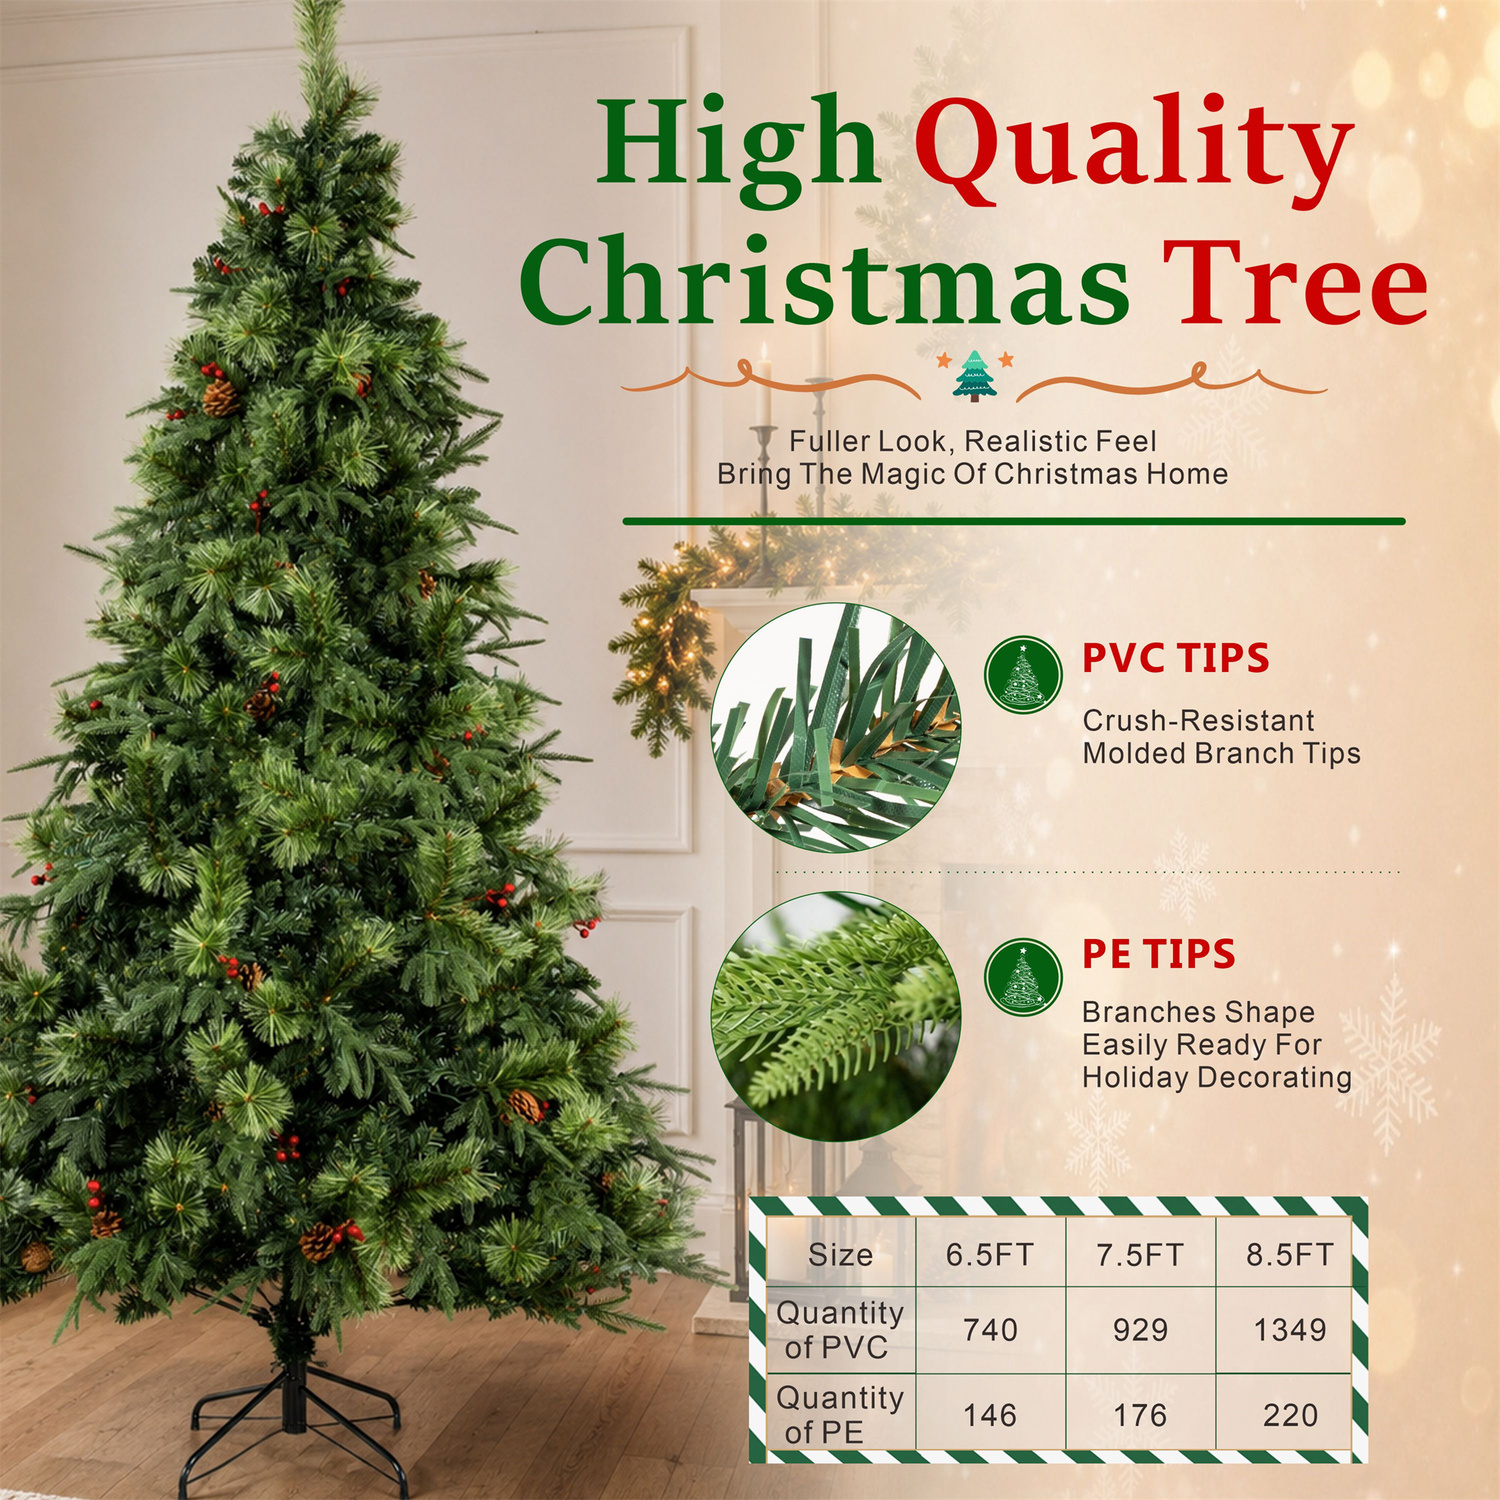 High Quality
Christmas Tree
Fuller Look, Realistic Feel
Bring The Magic Of Christmas Home
PVC TIPS
Crush-Resistant
Molded Branch Tips
PE TIPS
Branches Shape
Easily Ready For
Holiday Decorating
Size 6.5FT 7.5FT 8.5FT
Quantity
of PVC 740 929 1349
Quantity
of PE 146 176 220